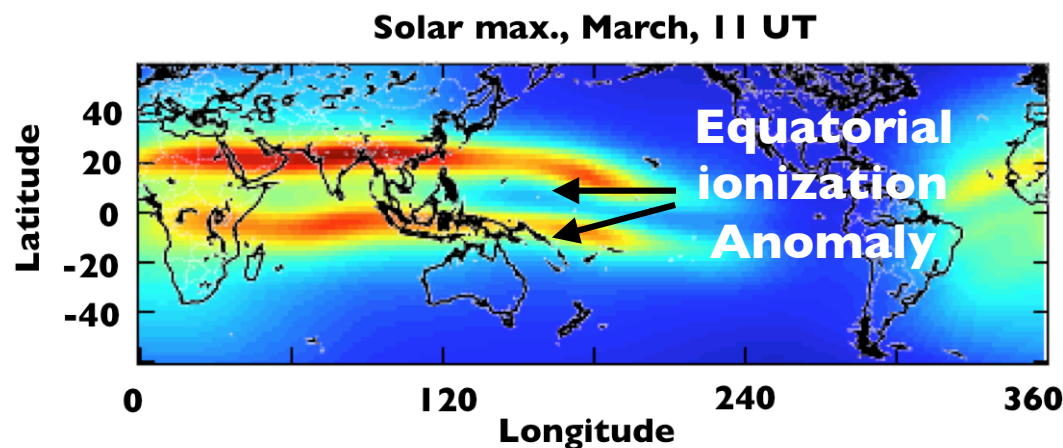 Solar max., March, 11 UT
Latitude
40
20
0
-20
-40
Equatorial
ionization
Anomaly
0 120 240 360
Longitude